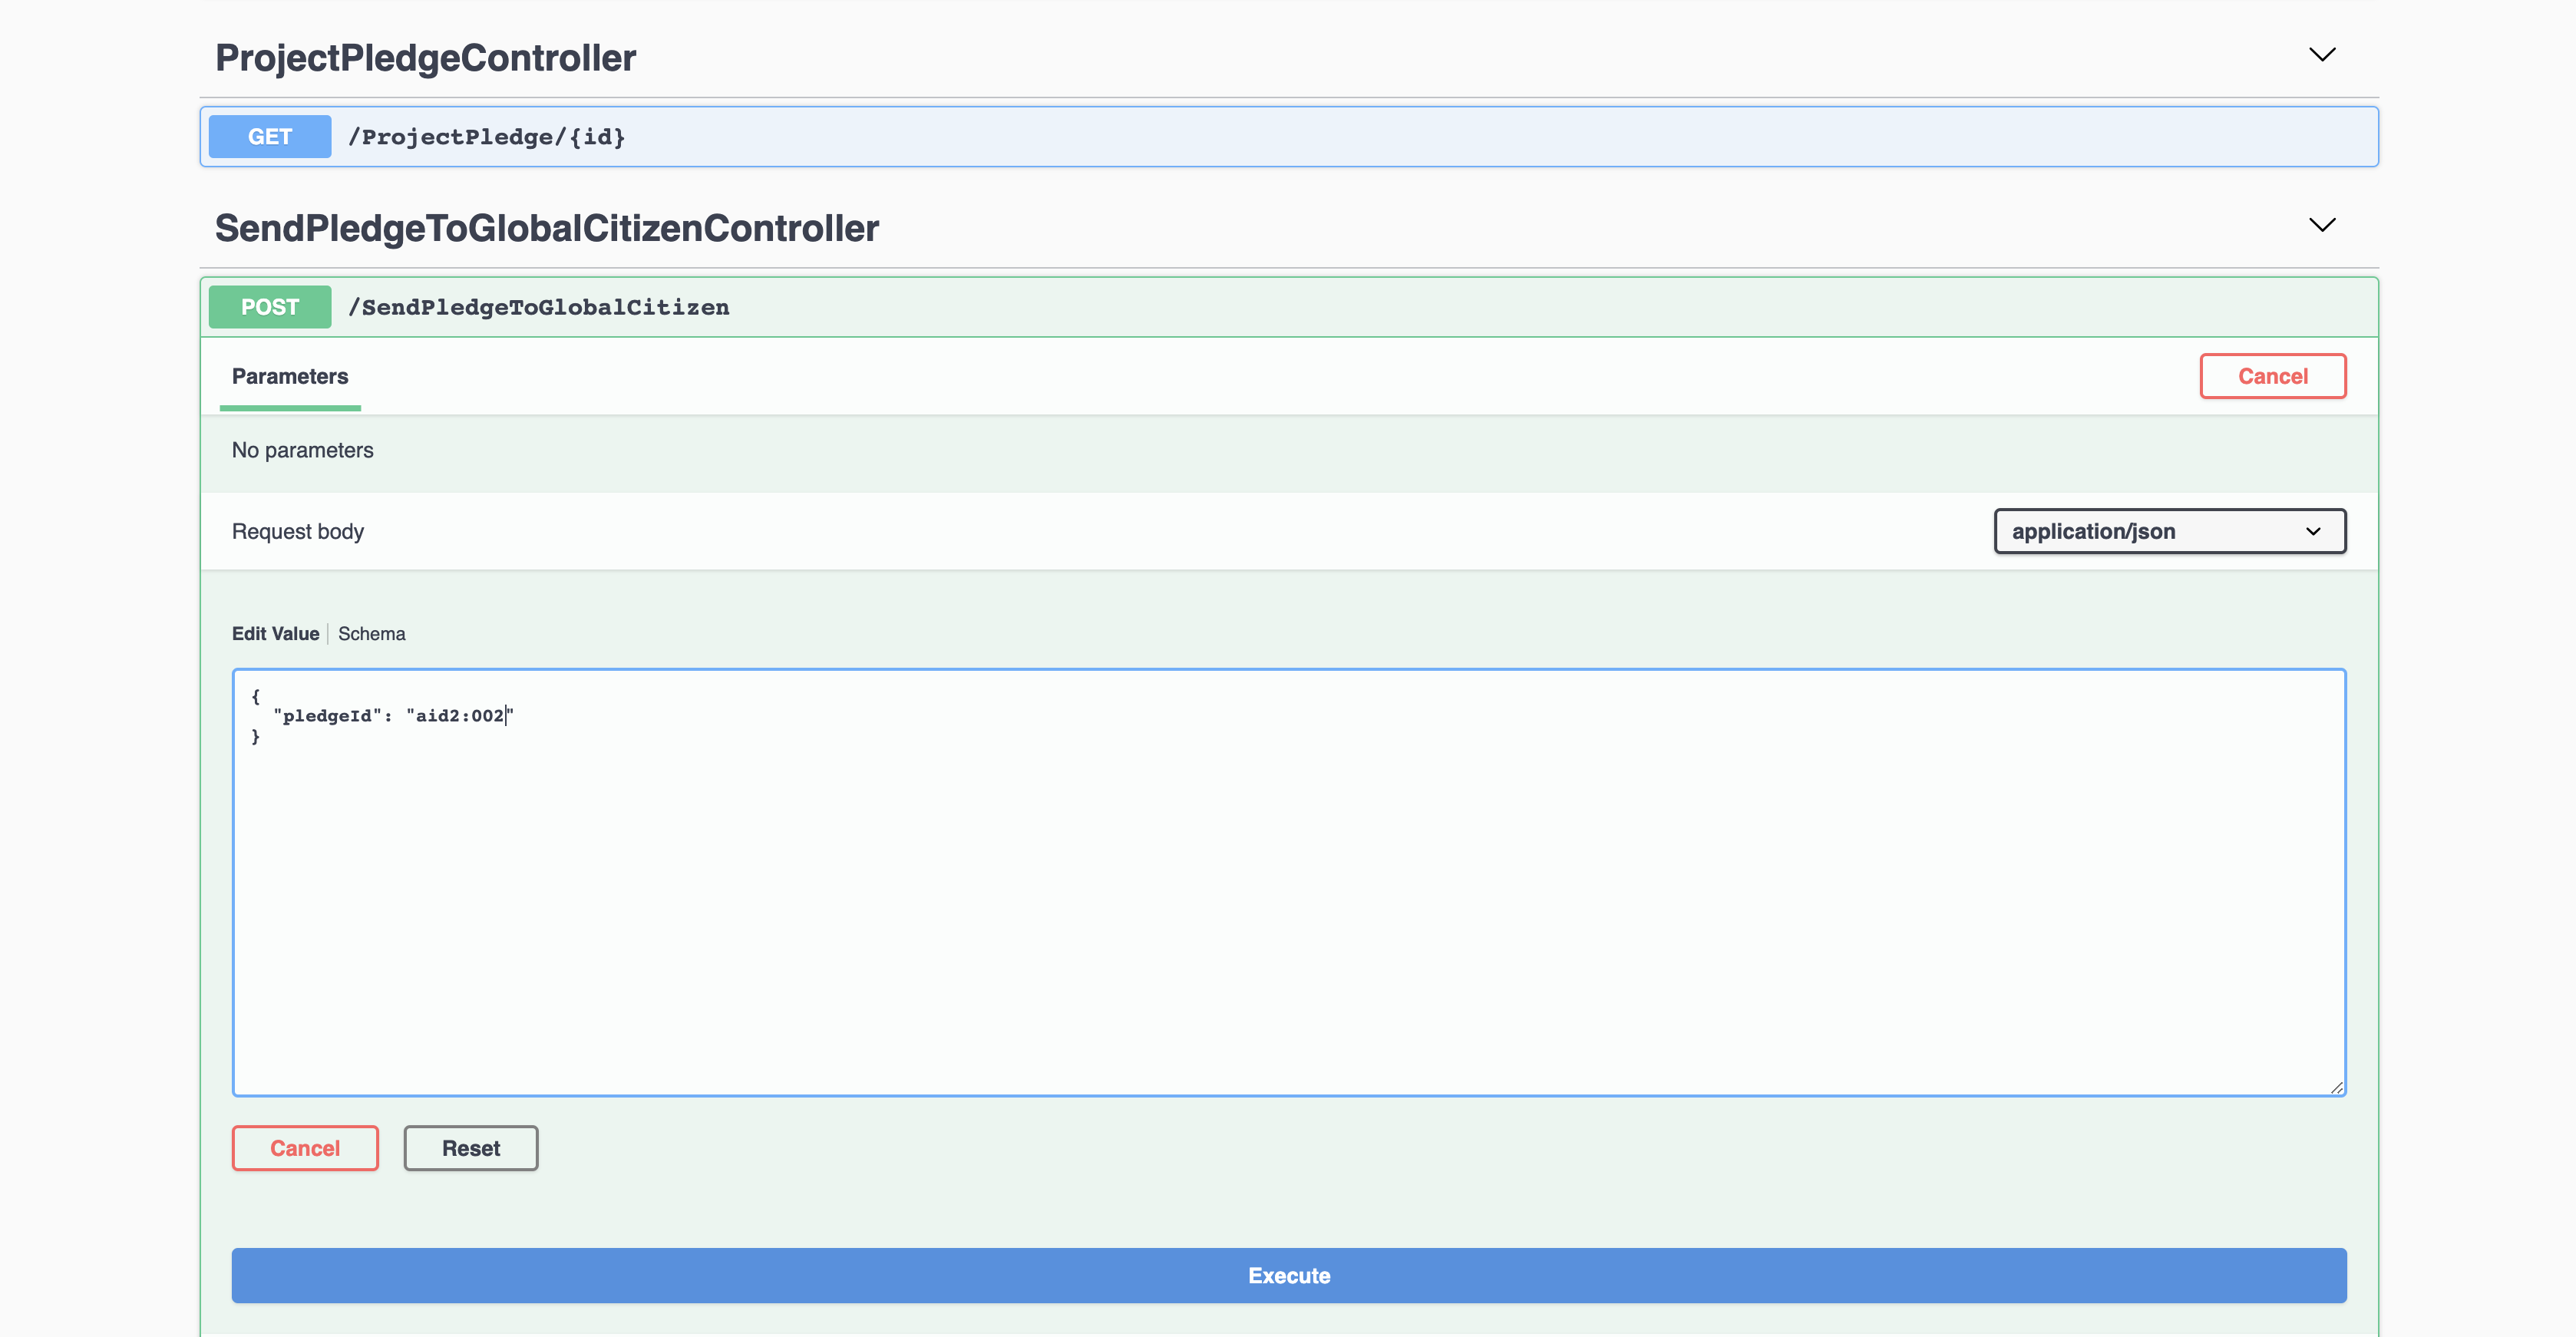 ProjectPledgeController
GET /ProjectPledge/{id}
SendPledgeToGlobalCitizenController
POST /SendPledgeToGlobalCitizen
Parameters
Cancel
No parameters
Request body
application/json
Edit Value | Schema
{
"pledgeId": "aid2:002"
}
Cancel
Reset
Execute